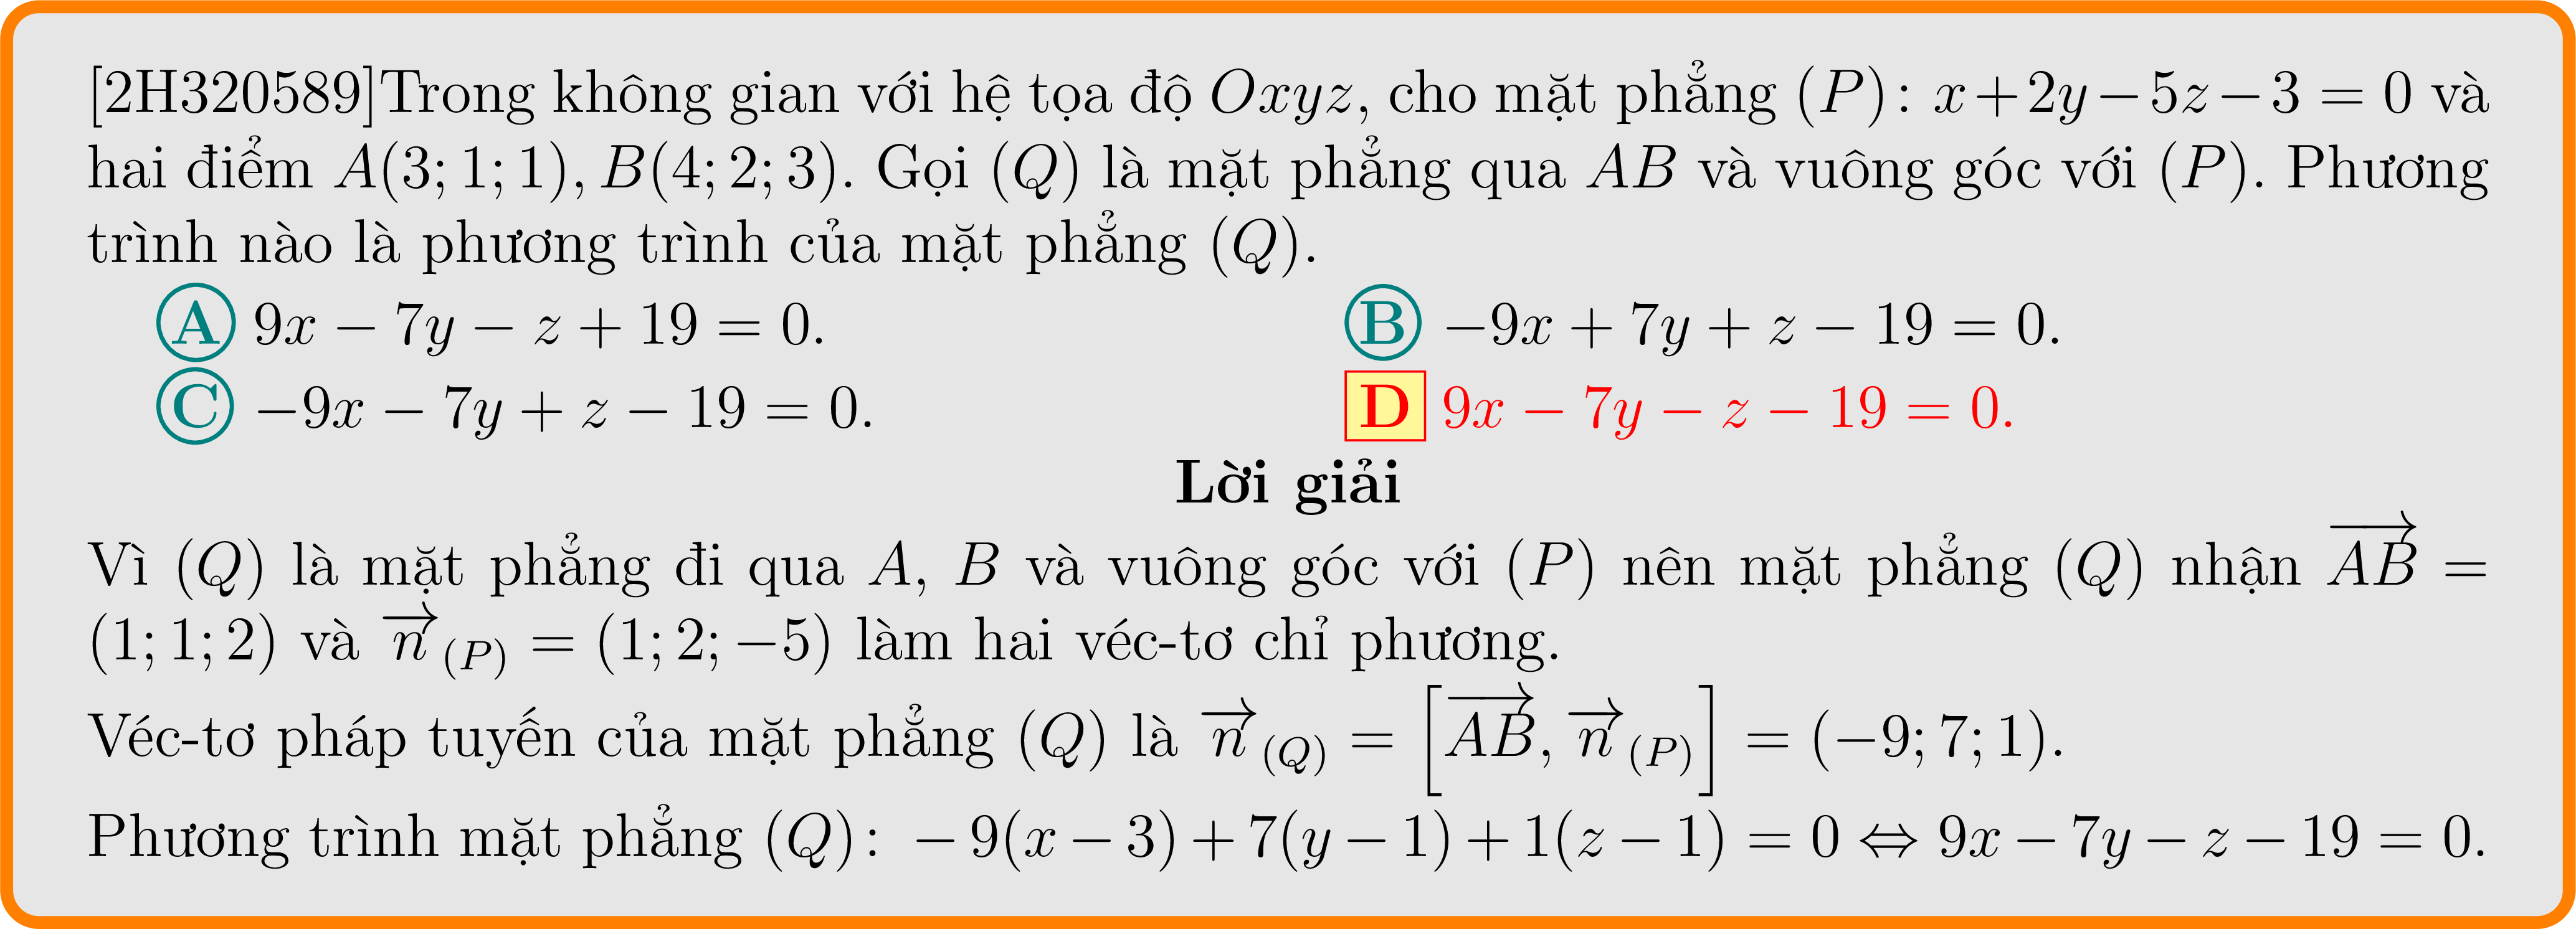 [2H320589]Trong không gian với hệ tọa độ Oxyz, cho mặt phẳng (P): x+2y−5z−3 = 0 và
hai điểm A(3; 1; 1), B(4; 2; 3). Gọi (Q) là mặt phẳng qua AB và vuông góc với (P). Phương
trình nào là phương trình của mặt phẳng (Q).
A 9x − 7y − z + 19 = 0. B −9x + 7y + z − 19 = 0.
C −9x − 7y + z − 19 = 0. D 9x − 7y − z − 19 = 0.
Lời giải
Vì (Q) là mặt phẳng đi qua A, B và vuông góc với (P) nên mặt phẳng (Q) nhận $\overrightarrow{AB}$ =
(1; 1; 2) và $\overrightarrow{n}_{(P)}$ = (1; 2; −5) làm hai véc-tơ chỉ phương.
Véc-tơ pháp tuyến của mặt phẳng (Q) là $\overrightarrow{n}_{(Q)} = \left[\overrightarrow{AB}, \overrightarrow{n}_{(P)}\right]$ = (−9; 7; 1).
Phương trình mặt phẳng (Q): − 9(x − 3) + 7(y − 1) + 1(z − 1) = 0 ⇔ 9x − 7y − z − 19 = 0.